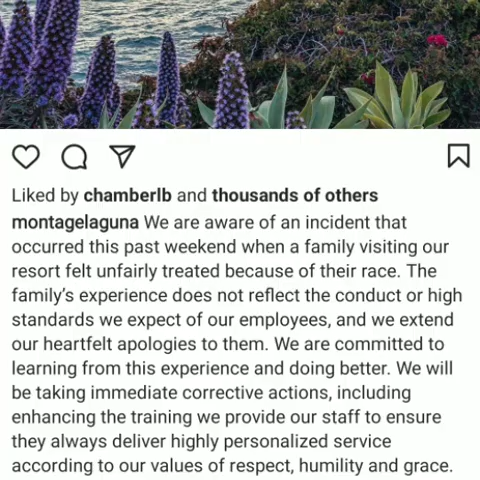 Liked by chamberlb and thousands of others
montagelaguna We are aware of an incident that
occurred this past weekend when a family visiting our
resort felt unfairly treated because of their race. The
family's experience does not reflect the conduct or high
standards we expect of our employees, and we extend
our heartfelt apologies to them. We are committed to
learning from this experience and doing better. We will
be taking immediate corrective actions, including
enhancing the training we provide our staff to ensure
they always deliver highly personalized service
according to our values of respect, humility and grace.